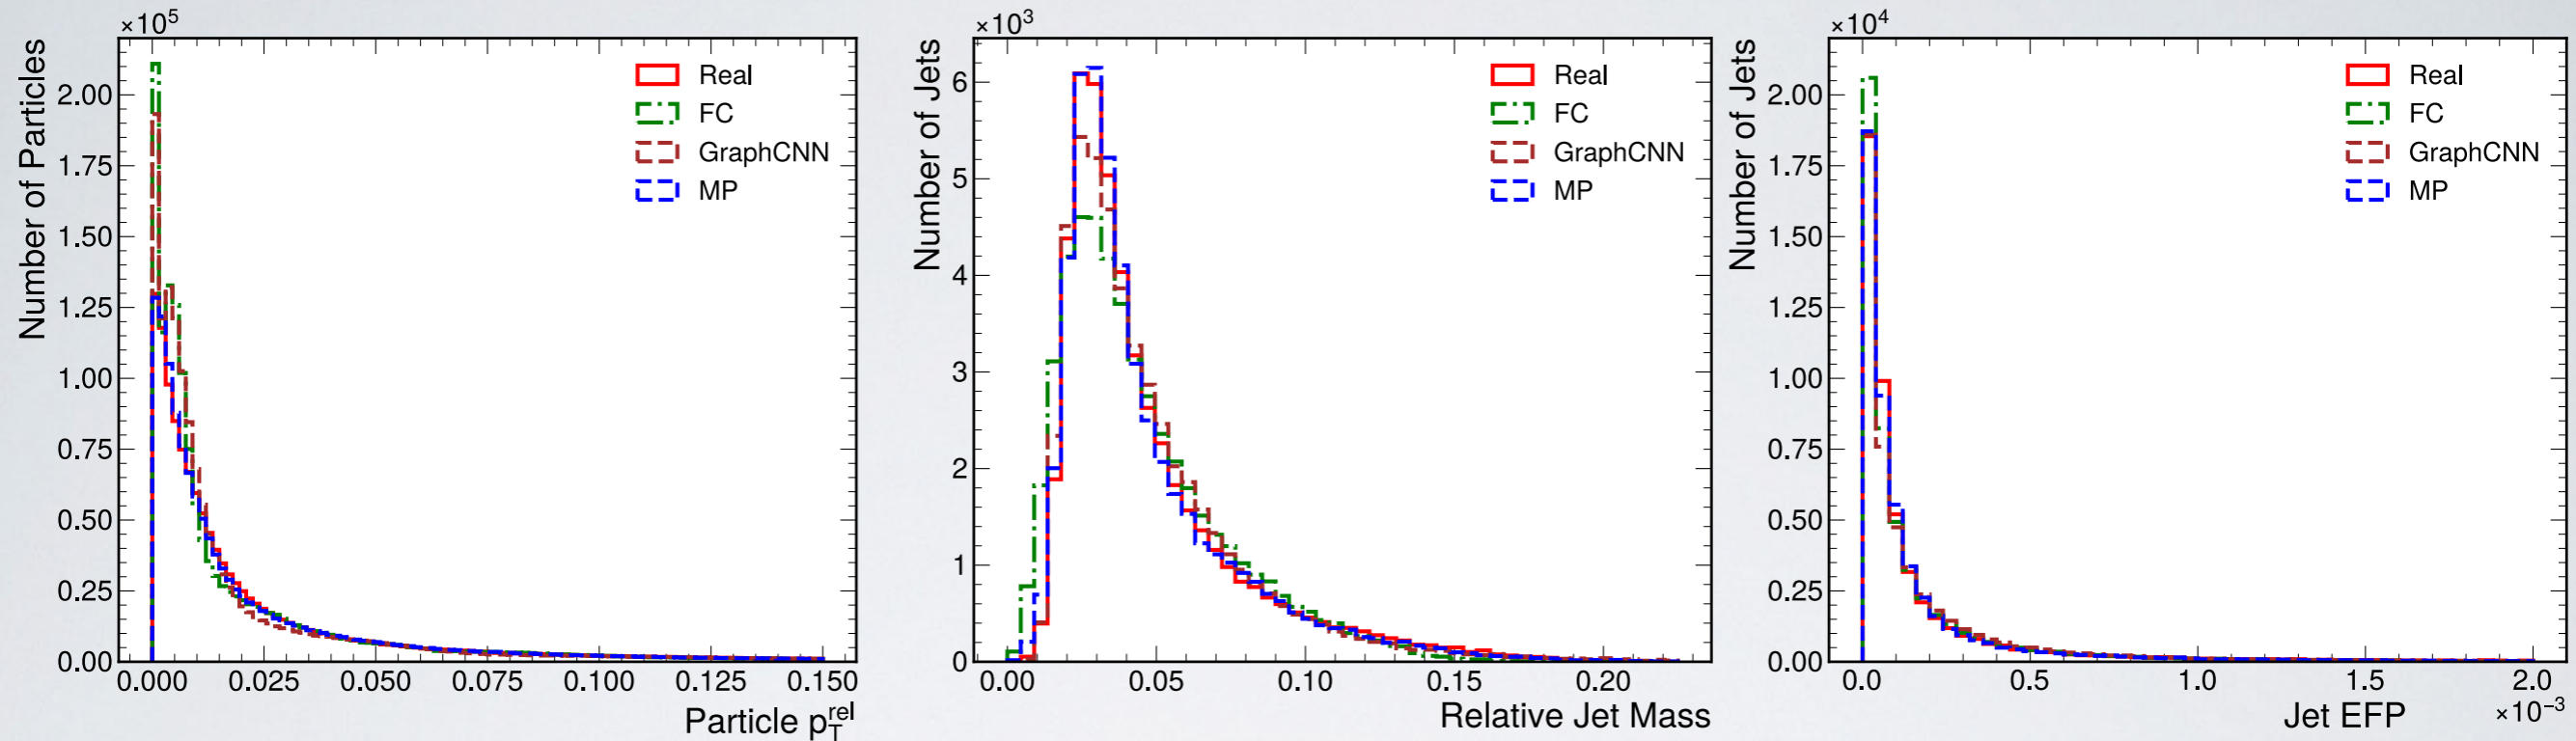 ×10⁵
Number of Particles
2.00
1.75
1.50
1.25
1.00
0.75
0.50
0.25
0.00
0.000 0.025 0.050 0.075 0.100 0.125 0.150
Particle p_T^rel
Real
FC
GraphCNN
MP
×10³
Number of Jets
6
5
4
3
2
1
0
0.00 0.05 0.10 0.15 0.20
Relative Jet Mass
Real
FC
GraphCNN
MP
×10⁴
Number of Jets
2.00
1.75
1.50
1.25
1.00
0.75
0.50
0.25
0.00
0.0 0.5 1.0 1.5 2.0
Jet EFP
×10⁻³
Real
FC
GraphCNN
MP